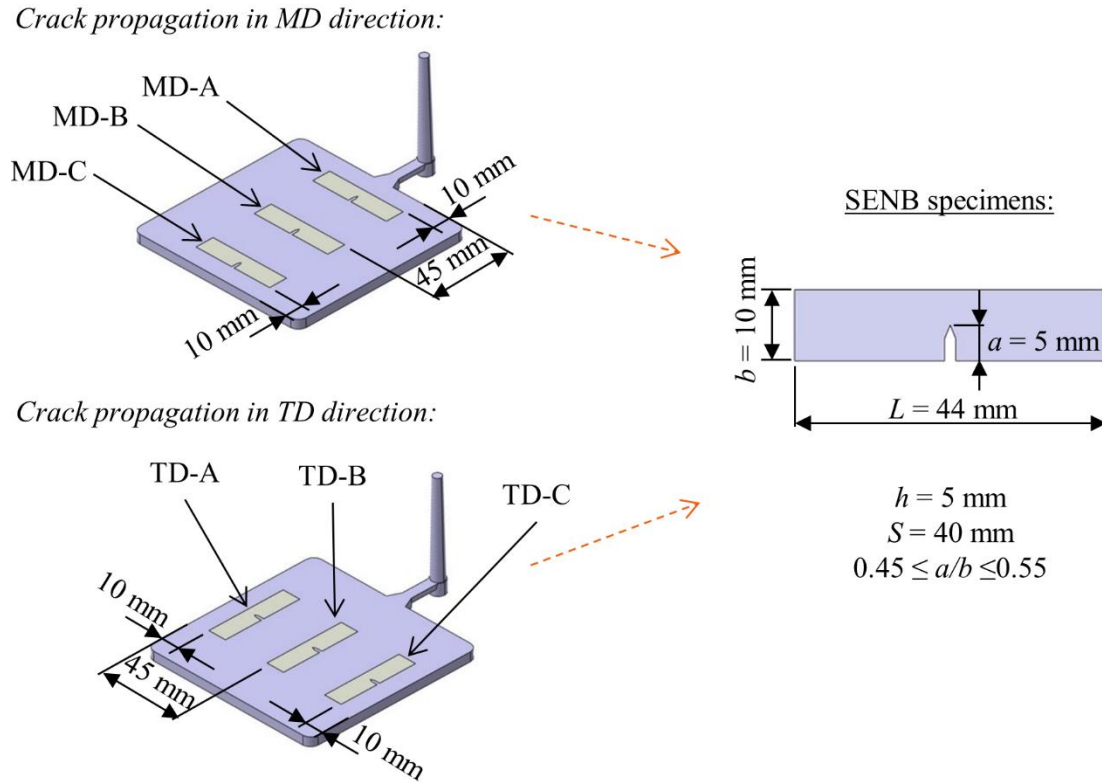 Crack propagation in MD direction:
MD-A
MD-B
MD-C
10 mm
45 mm
10 mm
SENB specimens:
b = 10 mm
a = 5 mm
L = 44 mm
h = 5 mm
S = 40 mm
0.45 ≤ a/b ≤0.55
Crack propagation in TD direction:
TD-A
TD-B
TD-C
10 mm
45 mm
10 mm